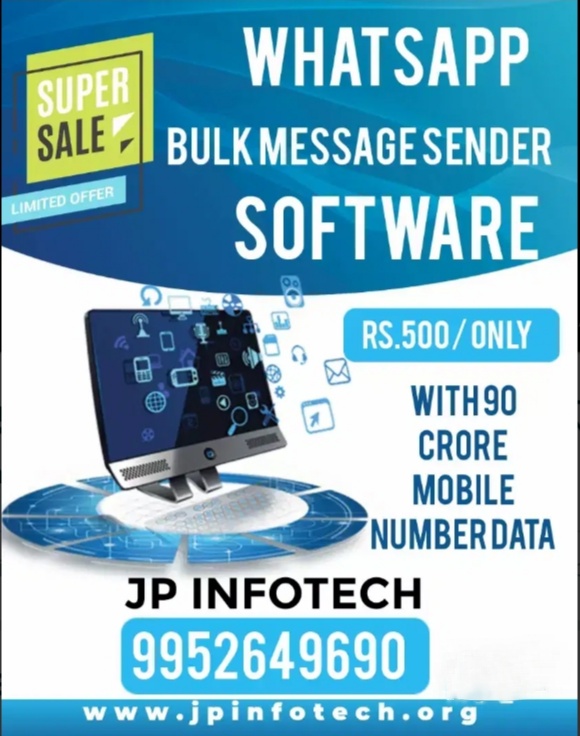 SUPER
SALE
LIMITED OFFER
WHATSAPP
BULK MESSAGE SENDER
SOFTWARE
RS.500/ ONLY
WITH 90
CRORE
MOBILE
NUMBER DATA
JP INFOTECH
9952649690
www.jpinfotech.org